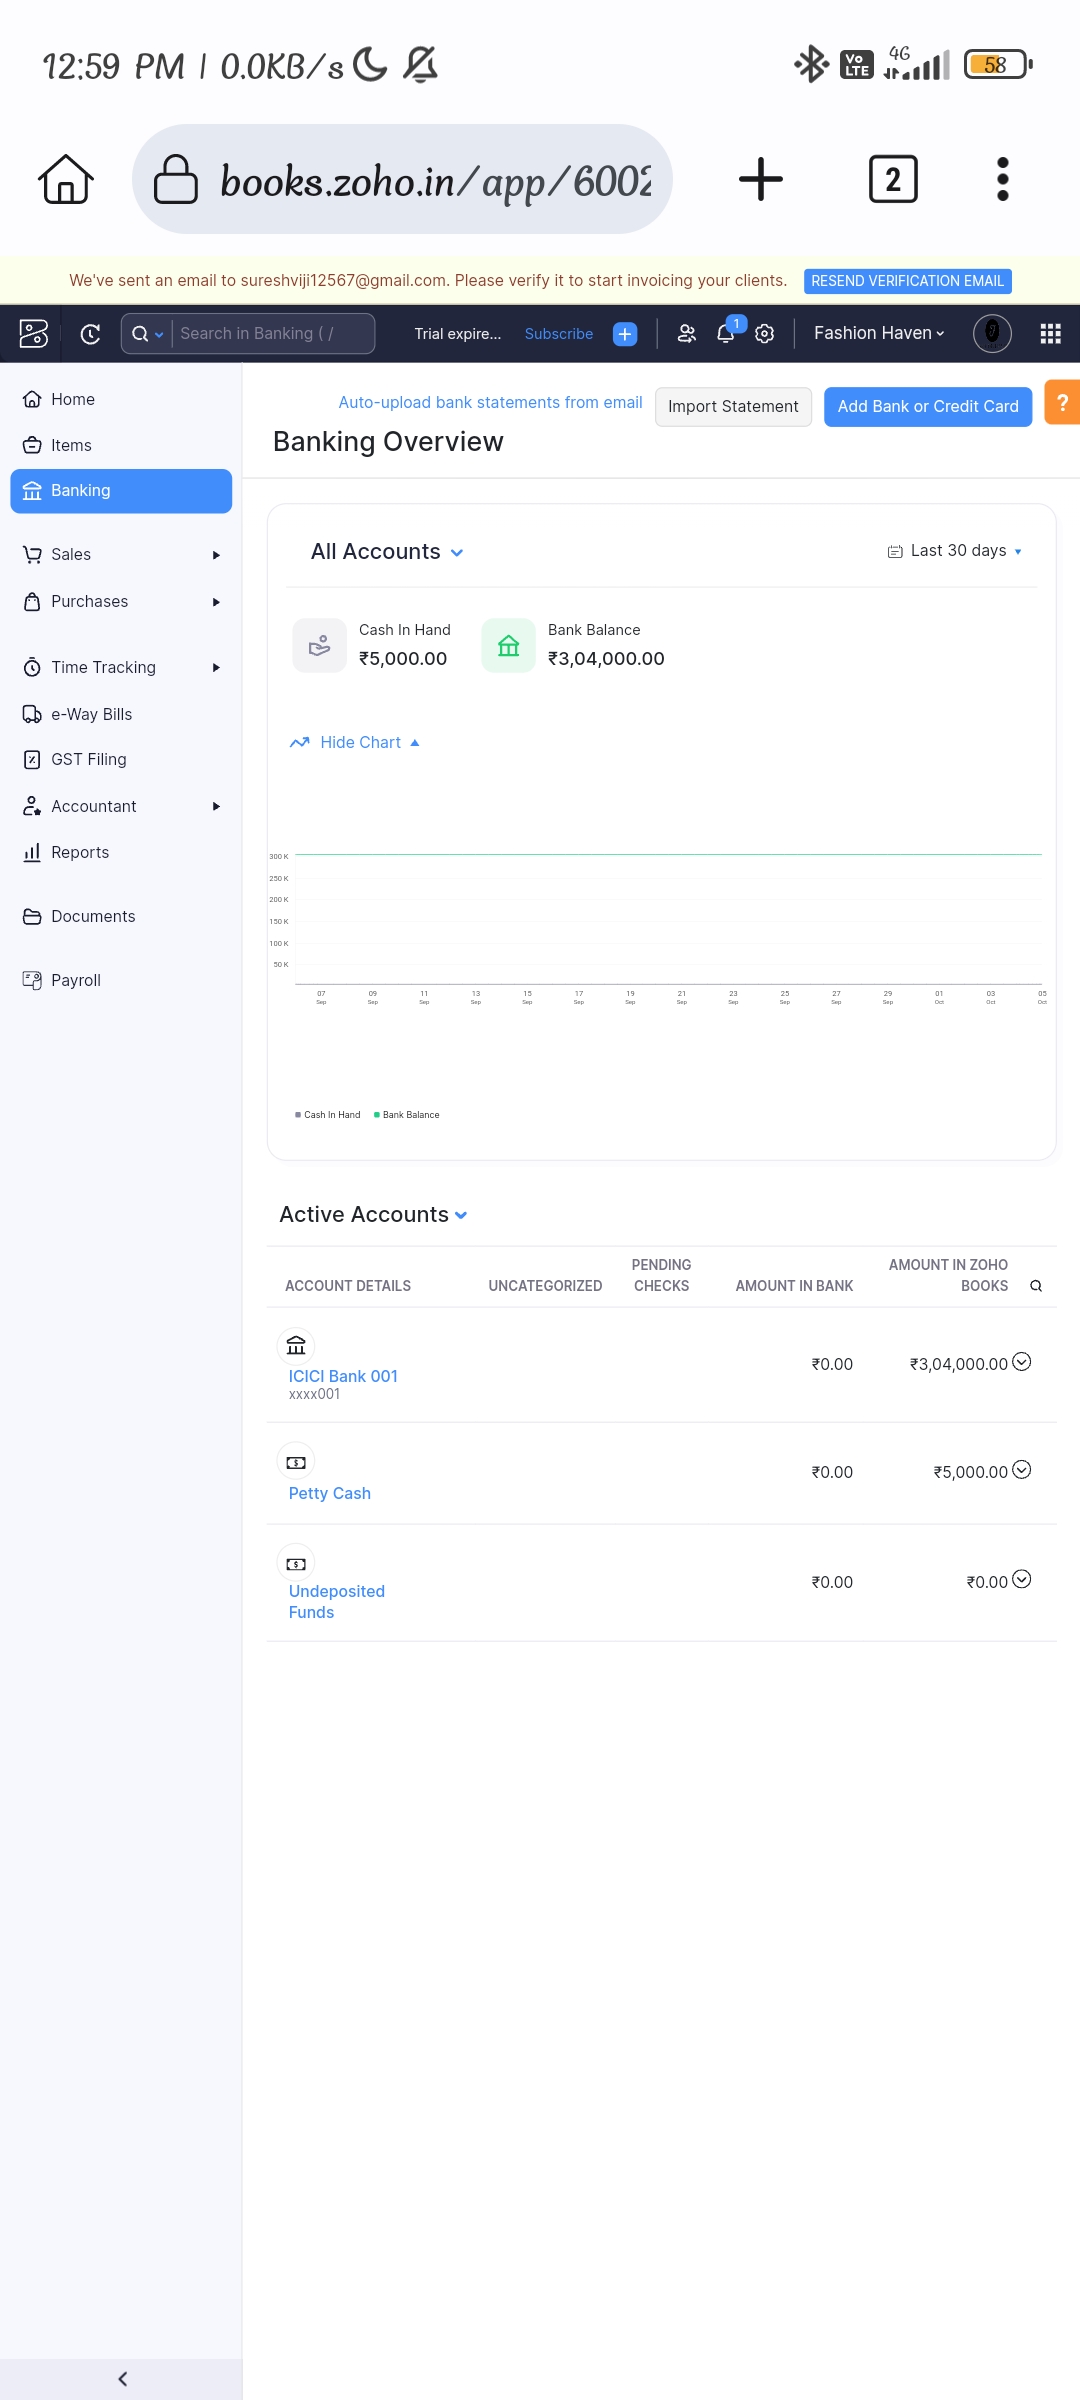 12:59 PM | 0.0KB/s
Vo LTE 4G 58
books.zoho.in/app/6002
2
We've sent an email to sureshviji12567@gmail.com. Please verify it to start invoicing your clients. RESEND VERIFICATION EMAIL
Search in Banking ( / Trial expire... Subscribe 1 Fashion Haven
Home
Items
Banking
Sales
Purchases
Time Tracking
e-Way Bills
GST Filing
Accountant
Reports
Documents
Payroll
Auto-upload bank statements from email Import Statement Add Bank or Credit Card ?
Banking Overview
All Accounts Last 30 days
Cash In Hand
₹5,000.00
Bank Balance
₹3,04,000.00
Hide Chart
300 K
250 K
200 K
150 K
100 K
50 K
07 Sep 09 Sep 11 Sep 13 Sep 15 Sep 17 Sep 19 Sep 21 Sep 23 Sep 25 Sep 27 Sep 29 Sep 01 Oct 03 Oct 05 Oct
Cash In Hand Bank Balance
Active Accounts
ACCOUNT DETAILS UNCATEGORIZED PENDING CHECKS AMOUNT IN BANK AMOUNT IN ZOHO BOOKS
ICICI Bank 001
xxxx001
₹0.00 ₹3,04,000.00
Petty Cash ₹0.00 ₹5,000.00
Undeposited Funds ₹0.00 ₹0.00